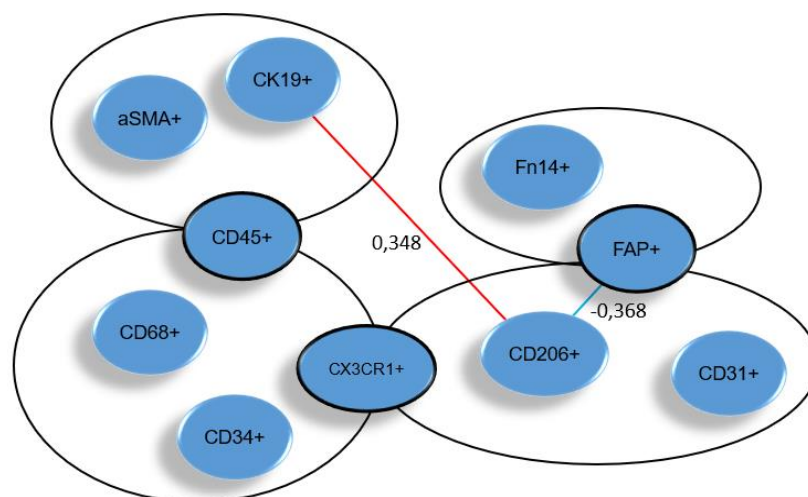 CK19+
aSMA+
Fn14+
CD45+
FAP+
0,348
-0,368
CD68+
CD206+
CX3CR1+
CD31+
CD34+